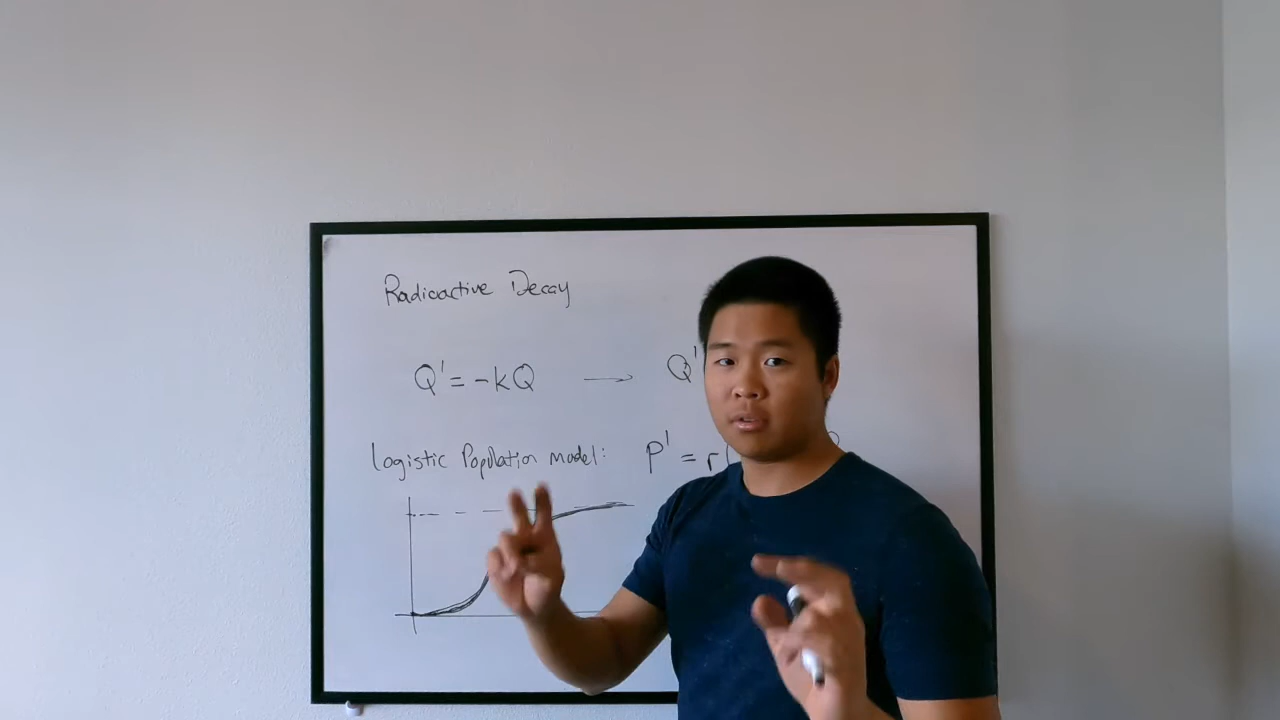 Radioactive Decay
Q' = -kQ → Q'
Logistic Population model: P' = r(